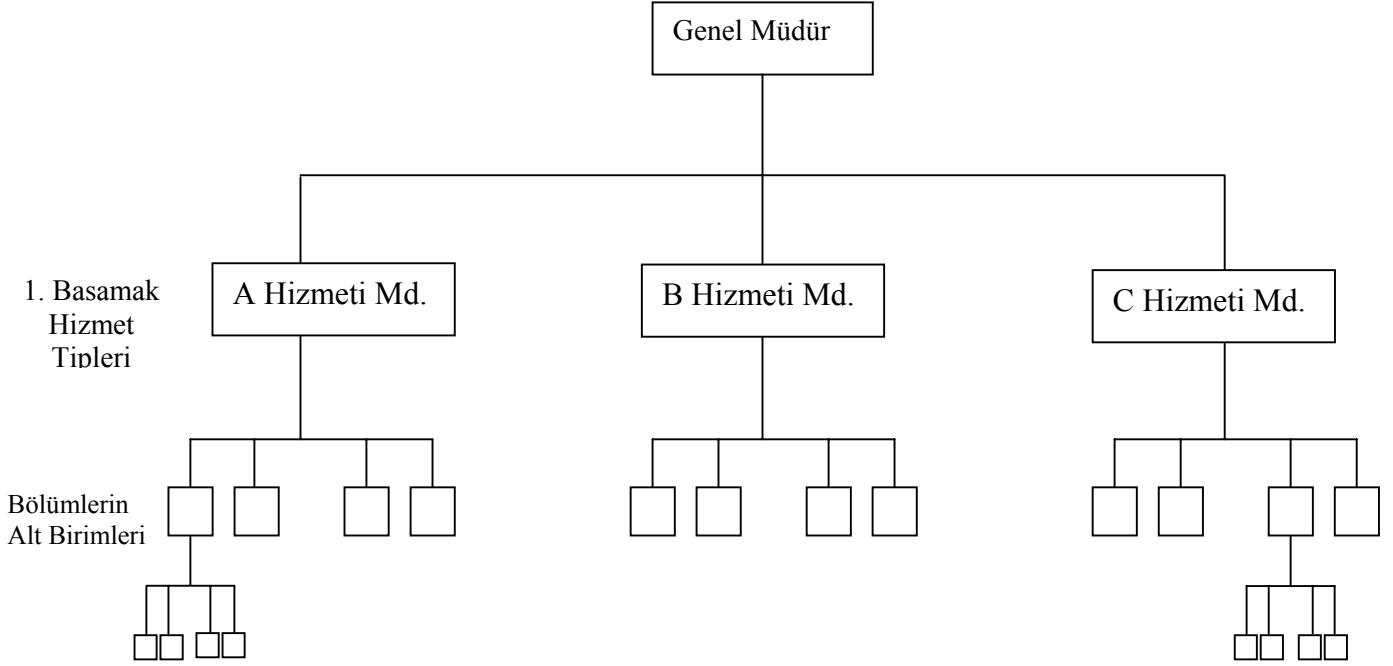 Genel Müdür
1. Basamak
Hizmet
Tipleri
A Hizmeti Md.
B Hizmeti Md.
C Hizmeti Md.
Bölümlerin
Alt Birimleri